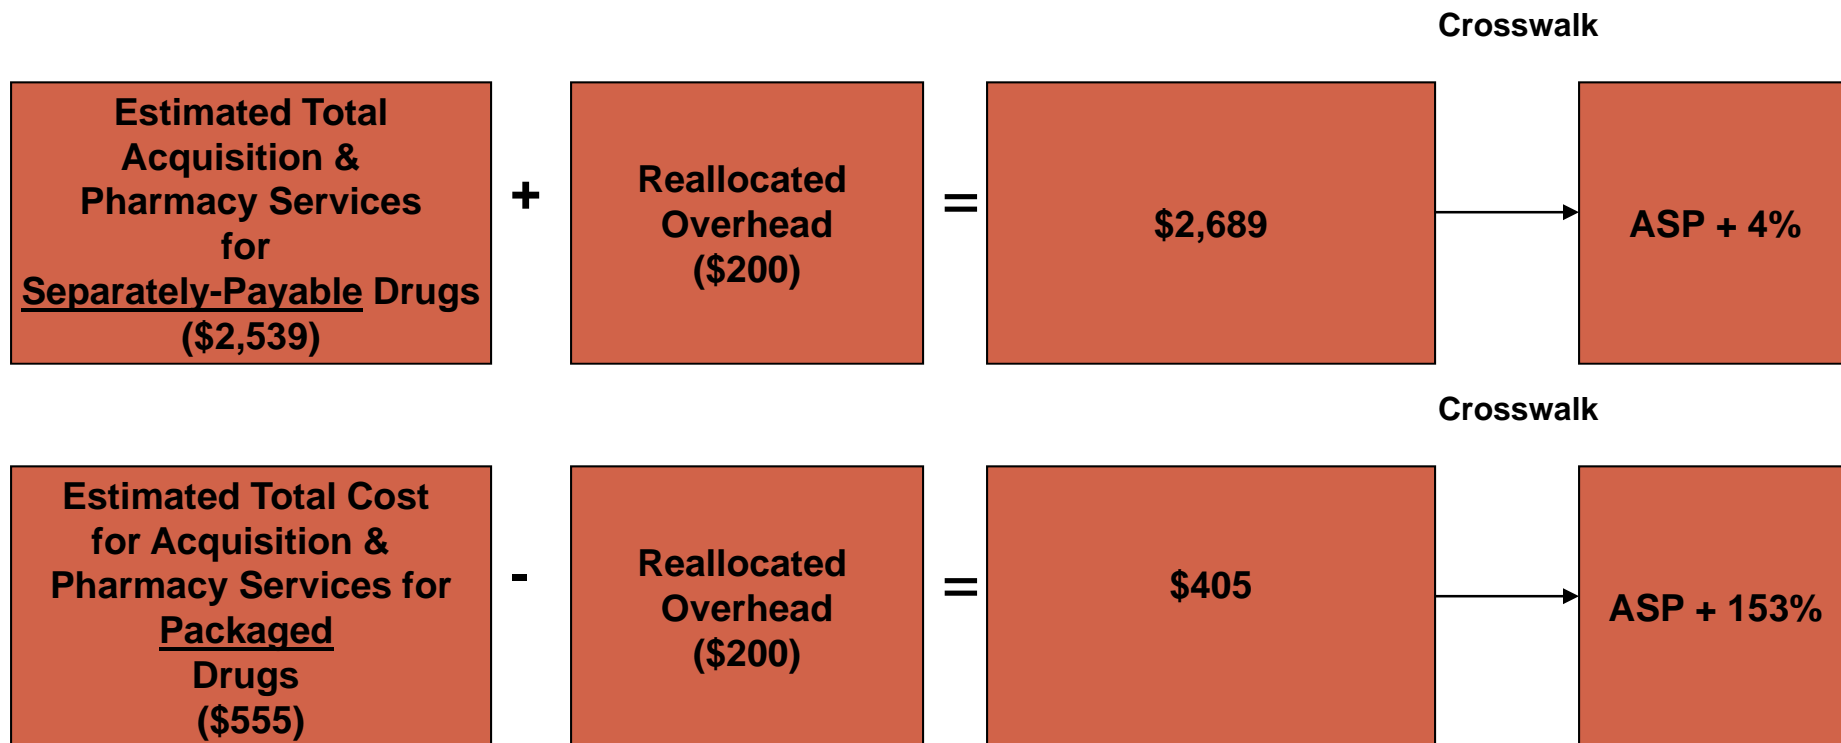 Crosswalk
Estimated Total
Acquisition &
Pharmacy Services
for
Separately-Payable Drugs
($2,539)
+
Reallocated
Overhead
($200)
=
$2,689
ASP + 4%
Crosswalk
Estimated Total Cost
for Acquisition &
Pharmacy Services for
Packaged
Drugs
($555)
-
Reallocated
Overhead
($200)
=
$405
ASP + 153%